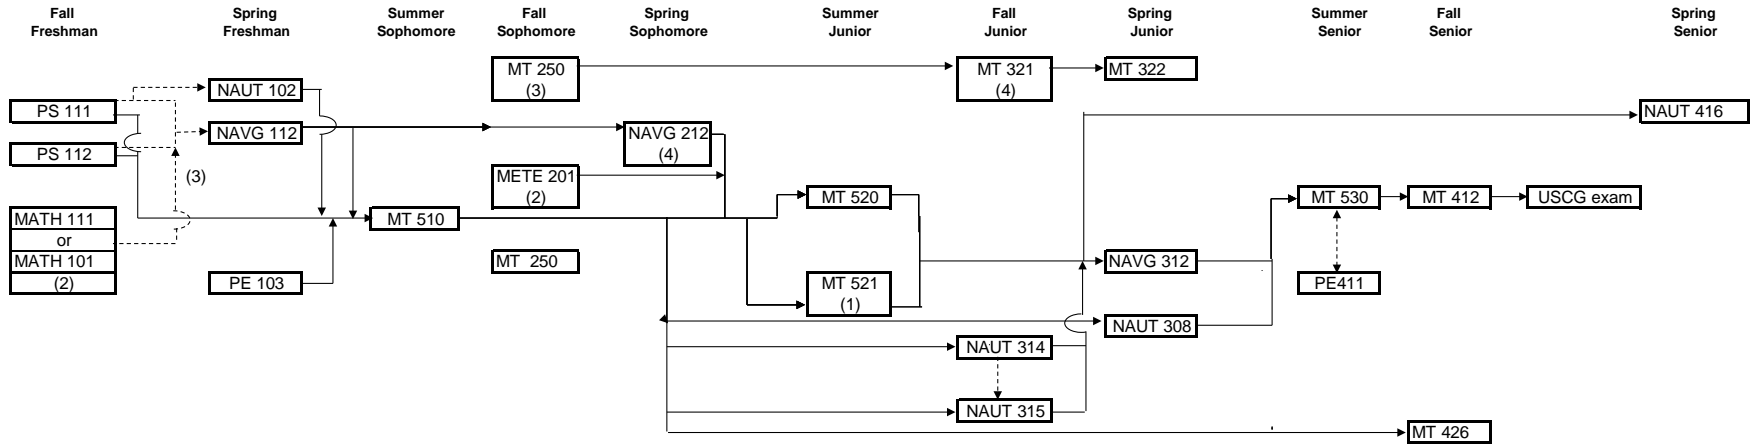 Fall
Freshman
Spring
Freshman
Summer
Sophomore
Fall
Sophomore
Spring
Sophomore
Summer
Junior
Fall
Junior
Spring
Junior
Summer
Senior
Fall
Senior
Spring
Senior
MT 250
(3)
MT 321
(4)
MT 322
NAUT 102
PS 111
NAUT 416
NAVG 112
NAVG 212
(4)
PS 112
(3)
METE 201
(2)
MT 520
MT 530
MT 412
USCG exam
MATH 111
or
MATH 101
(2)
MT 510
MT 250
NAVG 312
PE 103
MT 521
(1)
PE411
NAUT 308
NAUT 314
NAUT 315
MT 426